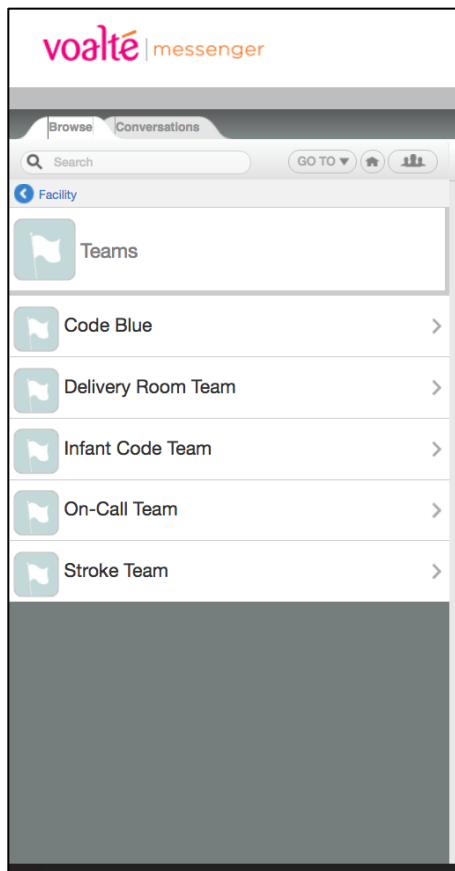 voalté | messenger
Browse Conversations
Search GO TO ▼
Facility
Teams
Code Blue
Delivery Room Team
Infant Code Team
On-Call Team
Stroke Team